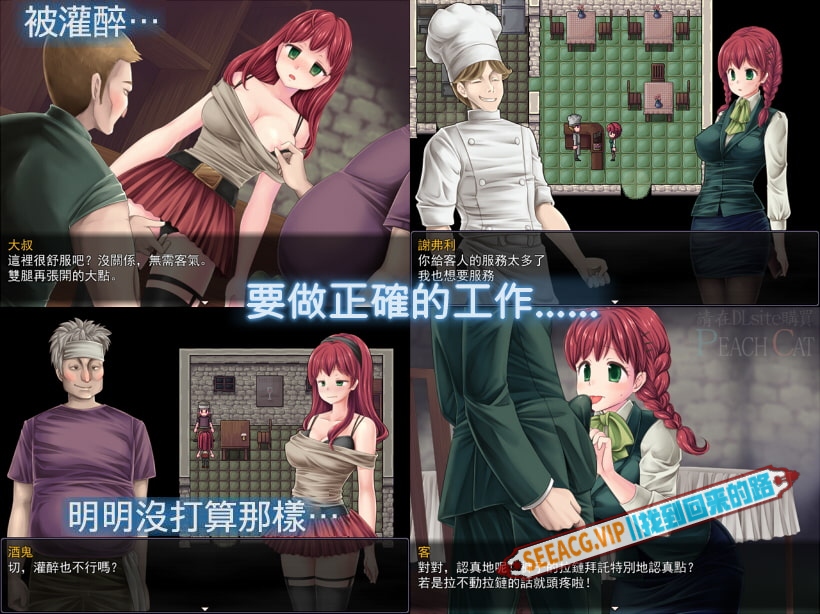 被灌醉…
大叔
這裡很舒服吧？沒關係，無需客氣。
雙腿再張開的大點。
謝弗利
你給客人的服務太多了
我也想要服務
要做正確的工作……
請在DLsite購買
PEACH CAT
明明沒打算那樣…
酒鬼
切，灌醉也不行嗎？
SEEACG.VIP 找到回來的路
客
對對，認真地呢
的拉鏈拜託特別地認真點？
若是拉不動拉鏈的話就頭疼啦！